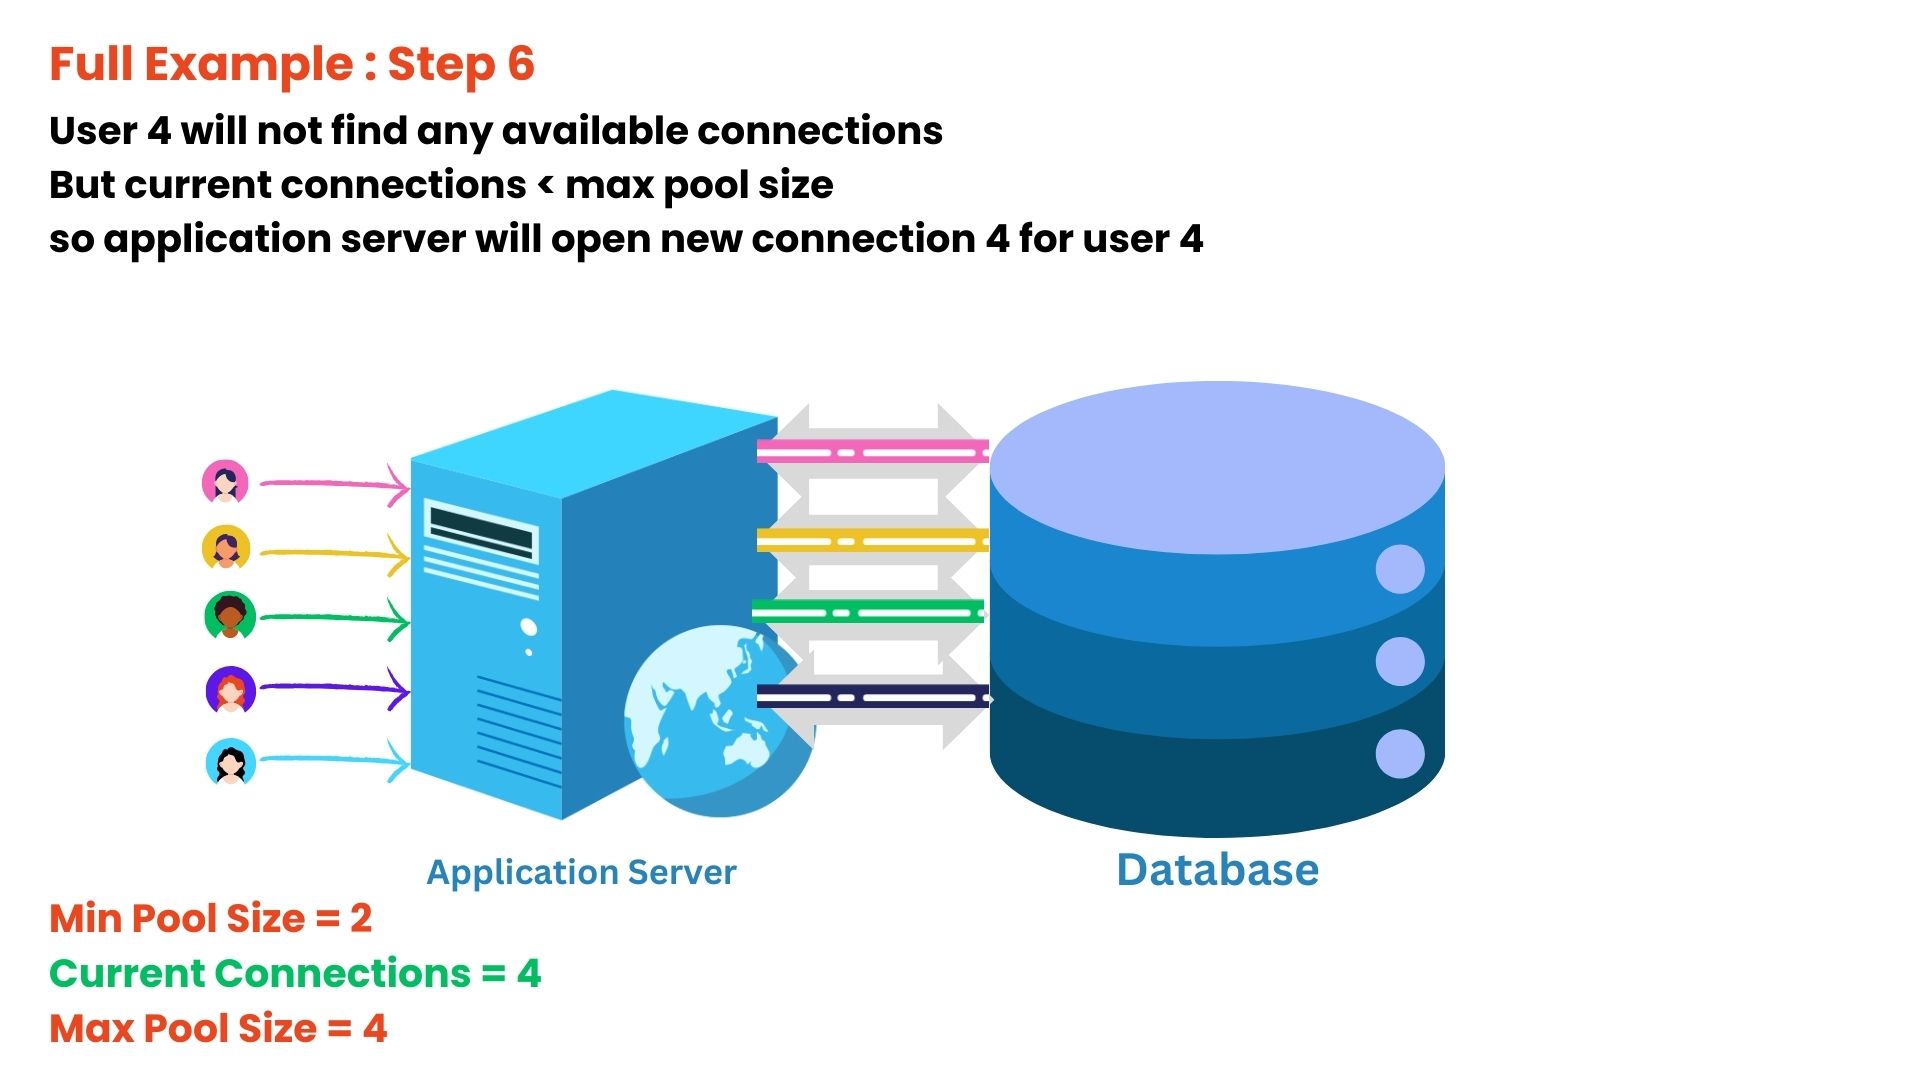 Full Example : Step 6
User 4 will not find any available connections
But current connections < max pool size
so application server will open new connection 4 for user 4
Application Server
Database
Min Pool Size = 2
Current Connections = 4
Max Pool Size = 4